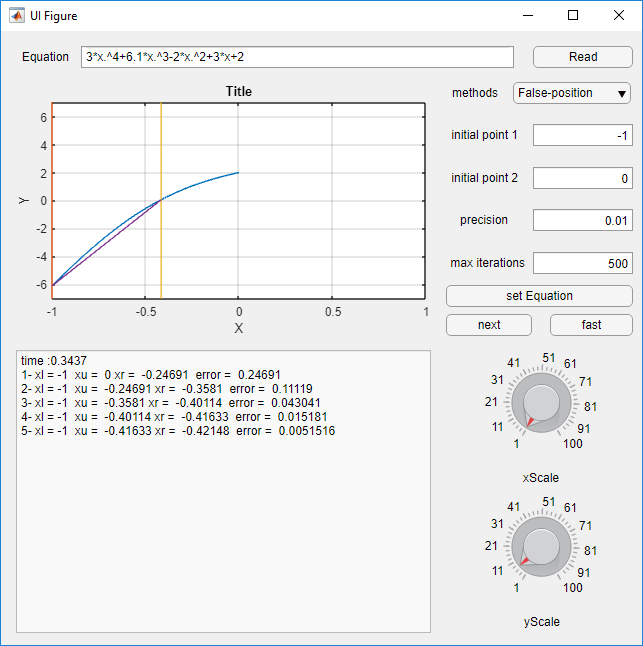 UI Figure
Equation 3*x.^4+6.1*x.^3-2*x.^2+3*x+2 Read
Title
methods False-position
initial point 1 -1
initial point 2 0
precision 0.01
max iterations 500
set Equation
next fast
6
4
2
0
-2
-4
-6
Y
-1 -0.5 0 0.5 1
X
time :0.3437
1- xl = -1  xu =  0 xr =  -0.24691  error =  0.24691
2- xl = -1  xu =  -0.24691 xr =  -0.3581  error =  0.11119
3- xl = -1  xu =  -0.3581 xr =  -0.40114  error =  0.043041
4- xl = -1  xu =  -0.40114 xr =  -0.41633  error =  0.015181
5- xl = -1  xu =  -0.41633 xr =  -0.42148  error =  0.0051516
1 11 21 31 41 51 61 71 81 91 100
xScale
1 11 21 31 41 51 61 71 81 91 100
yScale